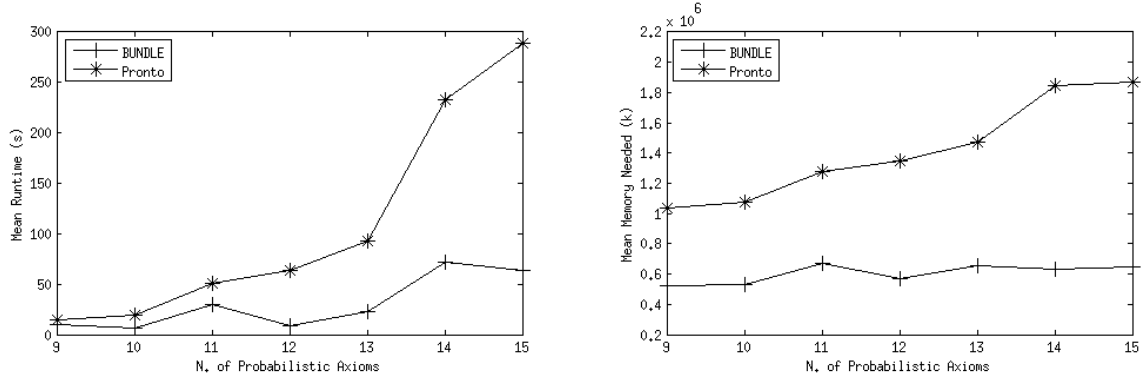 300
250
200
150
100
50
0
Mean Runtime (s)
BUNDLE
Pronto
9 10 11 12 13 14 15
N. of Probabilistic Axioms
× 10^6
2.2
2
1.8
1.6
1.4
1.2
1
0.8
0.6
0.4
0.2
Mean Memory Needed (k)
BUNDLE
Pronto
9 10 11 12 13 14 15
N. of Probabilistic Axioms